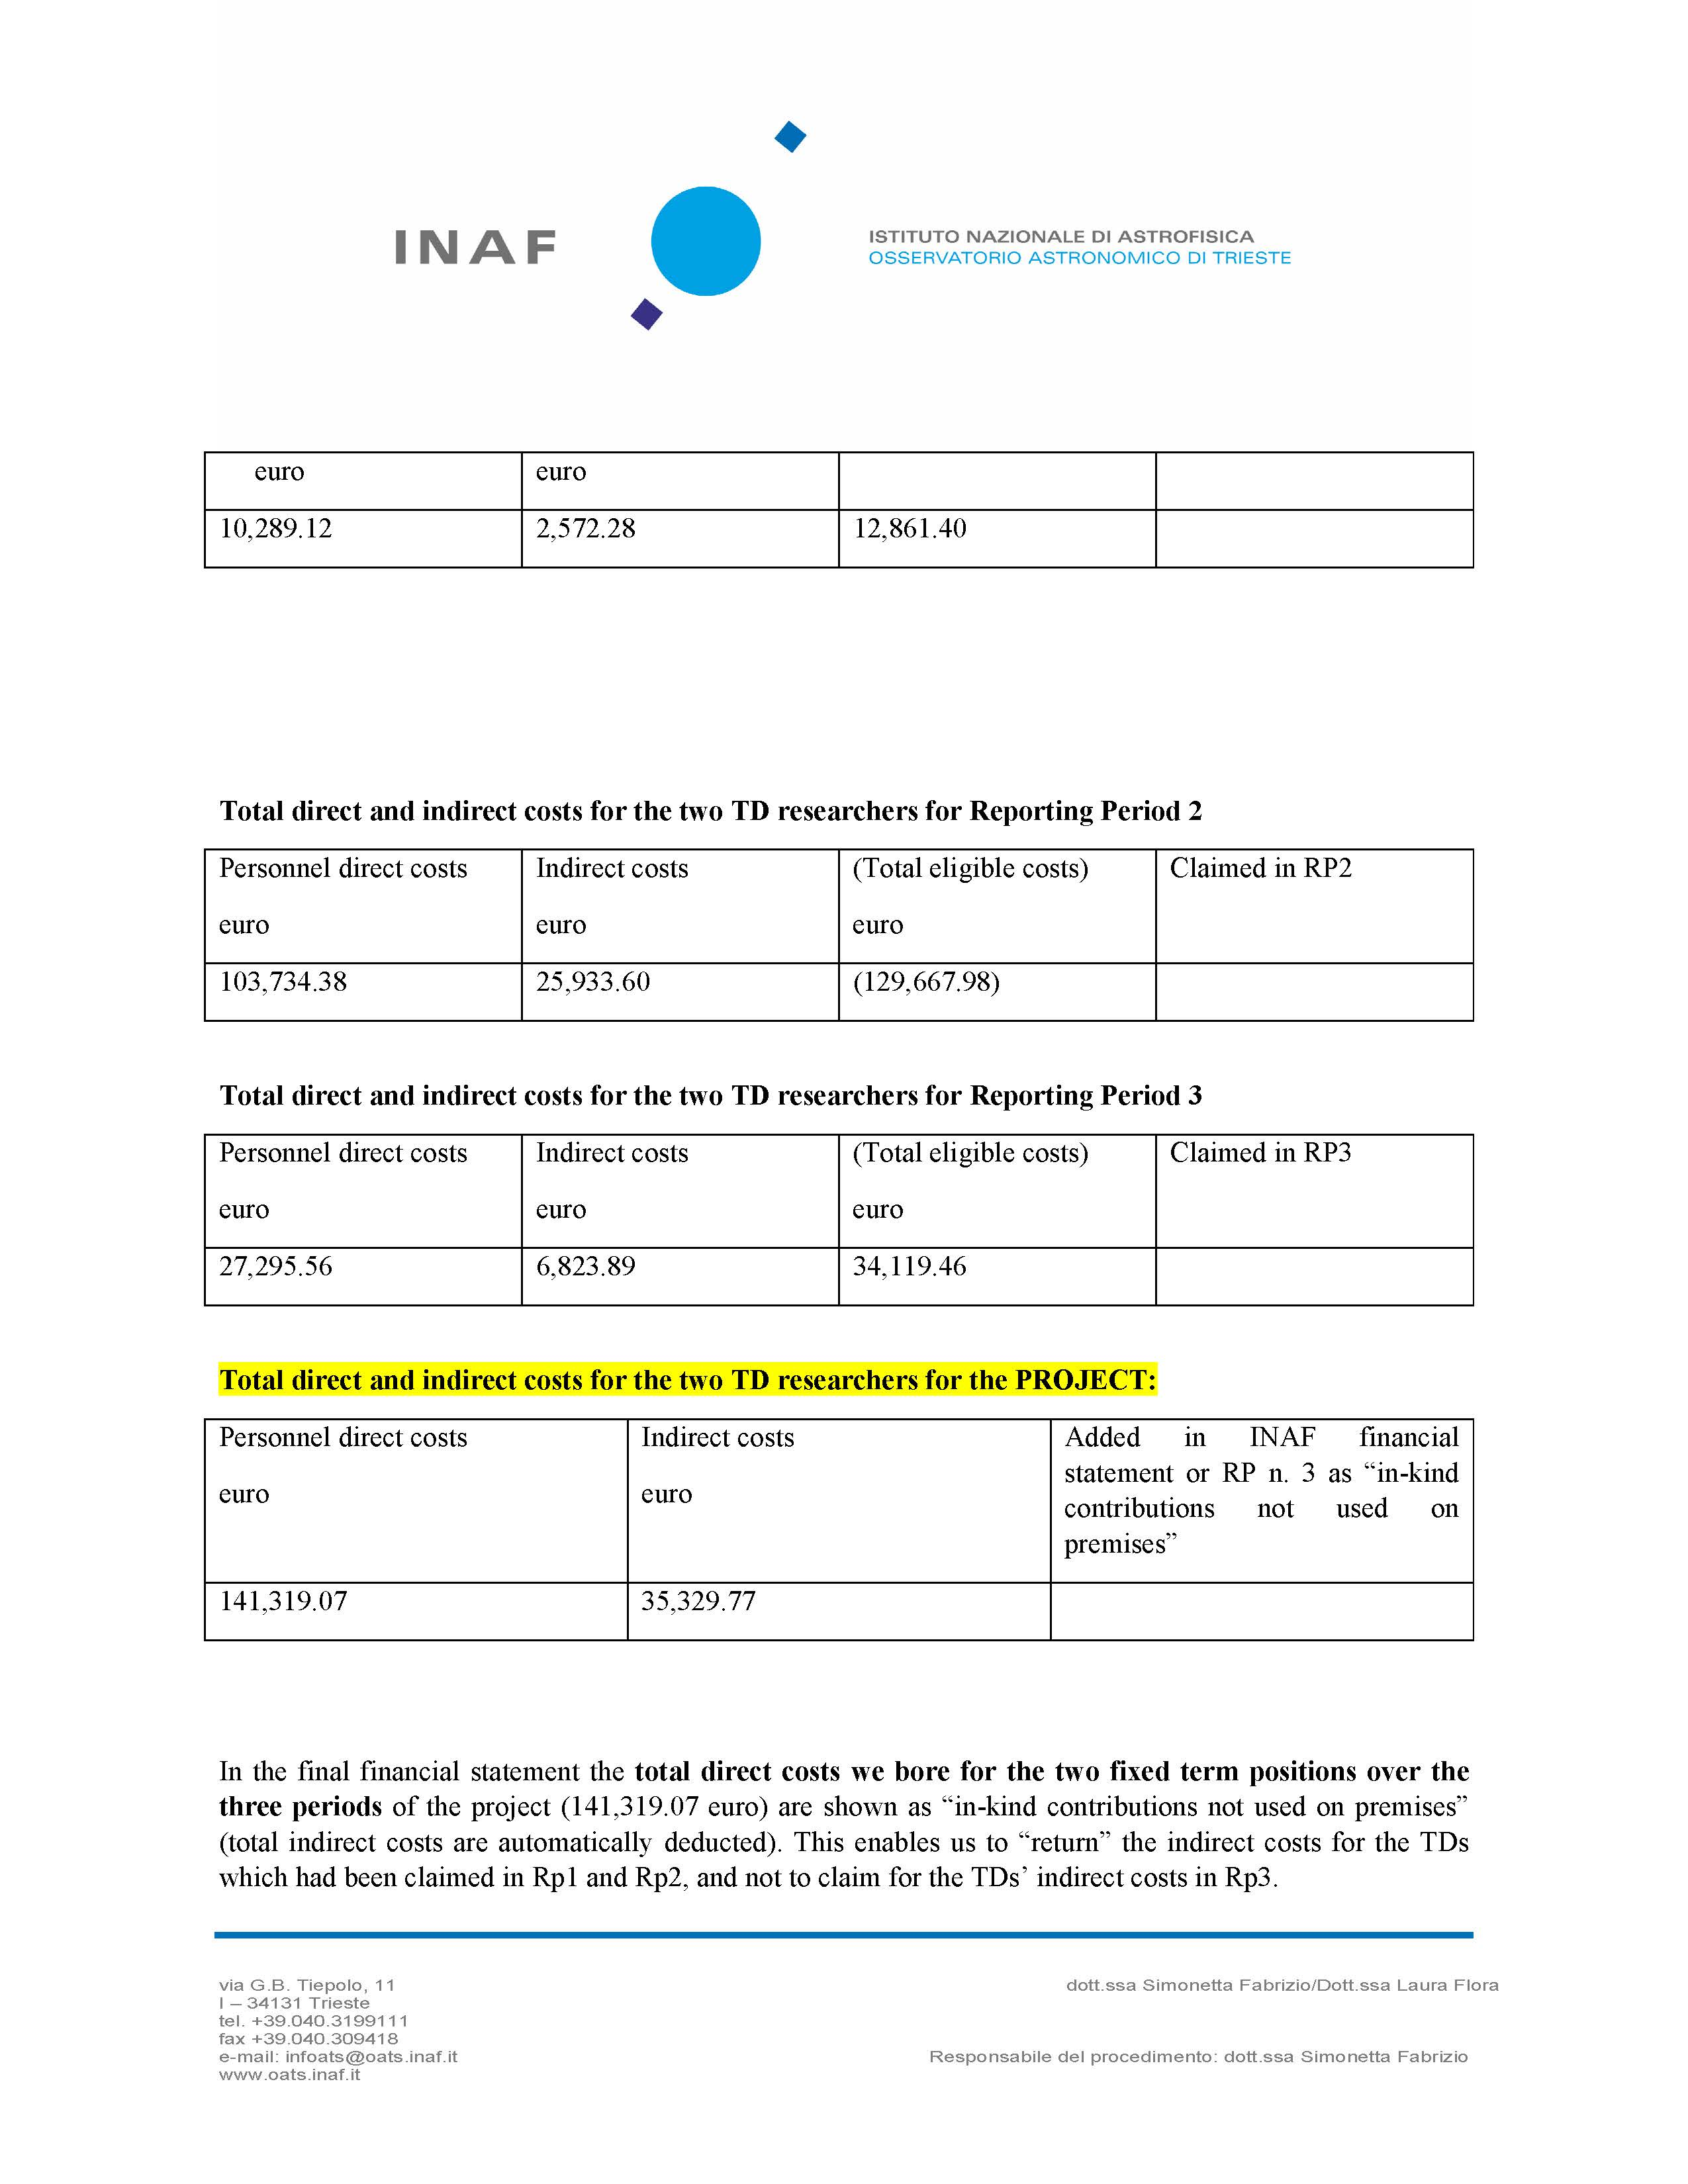 INAF
ISTITUTO NAZIONALE DI ASTROFISICA
OSSERVATORIO ASTRONOMICO DI TRIESTE
euro euro
10,289.12 2,572.28 12,861.40
Total direct and indirect costs for the two TD researchers for Reporting Period 2
Personnel direct costs Indirect costs (Total eligible costs) Claimed in RP2
euro euro euro
103,734.38 25,933.60 (129,667.98)
Total direct and indirect costs for the two TD researchers for Reporting Period 3
Personnel direct costs Indirect costs (Total eligible costs) Claimed in RP3
euro euro euro
27,295.56 6,823.89 34,119.46
Total direct and indirect costs for the two TD researchers for the PROJECT:
Personnel direct costs
euro
Indirect costs
euro
Added in INAF financial
statement or RP n. 3 as “in-kind
contributions not used on
premises”
141,319.07 35,329.77
In the final financial statement the total direct costs we bore for the two fixed term positions over the
three periods of the project (141,319.07 euro) are shown as “in-kind contributions not used on premises”
(total indirect costs are automatically deducted). This enables us to “return” the indirect costs for the TDs
which had been claimed in Rp1 and Rp2, and not to claim for the TDs’ indirect costs in Rp3.
via G.B. Tiepolo, 11
I – 34131 Trieste
tel. +39.040.3199111
fax +39.040.309418
e-mail: infoats@oats.inaf.it
www.oats.inaf.it
dott.ssa Simonetta Fabrizio/Dott.ssa Laura Flora
Responsabile del procedimento: dott.ssa Simonetta Fabrizio